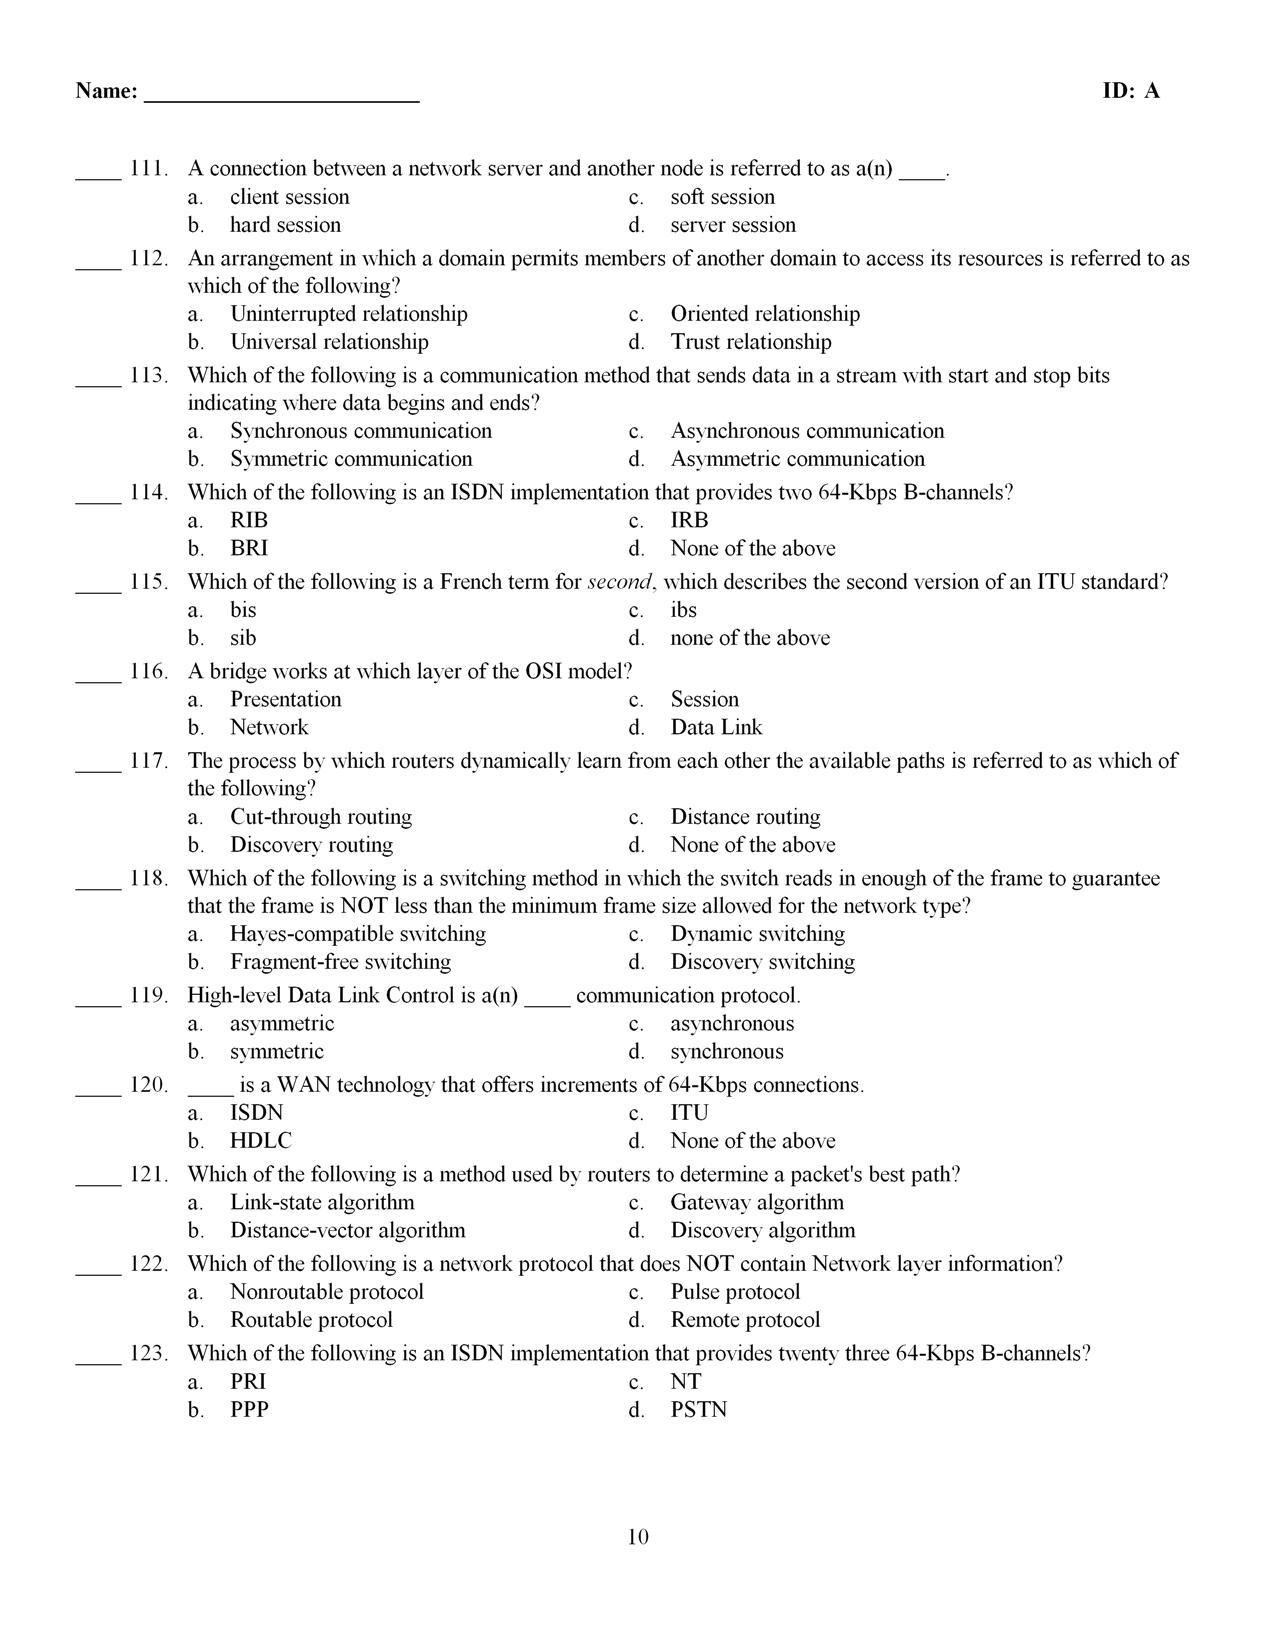 Name: ________________________ ID: A
____ 111. A connection between a network server and another node is referred to as a(n) ____.
a. client session c. soft session
b. hard session d. server session
____ 112. An arrangement in which a domain permits members of another domain to access its resources is referred to as
which of the following?
a. Uninterrupted relationship c. Oriented relationship
b. Universal relationship d. Trust relationship
____ 113. Which of the following is a communication method that sends data in a stream with start and stop bits
indicating where data begins and ends?
a. Synchronous communication c. Asynchronous communication
b. Symmetric communication d. Asymmetric communication
____ 114. Which of the following is an ISDN implementation that provides two 64-Kbps B-channels?
a. RIB c. IRB
b. BRI d. None of the above
____ 115. Which of the following is a French term for second, which describes the second version of an ITU standard?
a. bis c. ibs
b. sib d. none of the above
____ 116. A bridge works at which layer of the OSI model?
a. Presentation c. Session
b. Network d. Data Link
____ 117. The process by which routers dynamically learn from each other the available paths is referred to as which of
the following?
a. Cut-through routing c. Distance routing
b. Discovery routing d. None of the above
____ 118. Which of the following is a switching method in which the switch reads in enough of the frame to guarantee
that the frame is NOT less than the minimum frame size allowed for the network type?
a. Hayes-compatible switching c. Dynamic switching
b. Fragment-free switching d. Discovery switching
____ 119. High-level Data Link Control is a(n) ____ communication protocol.
a. asymmetric c. asynchronous
b. symmetric d. synchronous
____ 120. ____ is a WAN technology that offers increments of 64-Kbps connections.
a. ISDN c. ITU
b. HDLC d. None of the above
____ 121. Which of the following is a method used by routers to determine a packet's best path?
a. Link-state algorithm c. Gateway algorithm
b. Distance-vector algorithm d. Discovery algorithm
____ 122. Which of the following is a network protocol that does NOT contain Network layer information?
a. Nonroutable protocol c. Pulse protocol
b. Routable protocol d. Remote protocol
____ 123. Which of the following is an ISDN implementation that provides twenty three 64-Kbps B-channels?
a. PRI c. NT
b. PPP d. PSTN
10